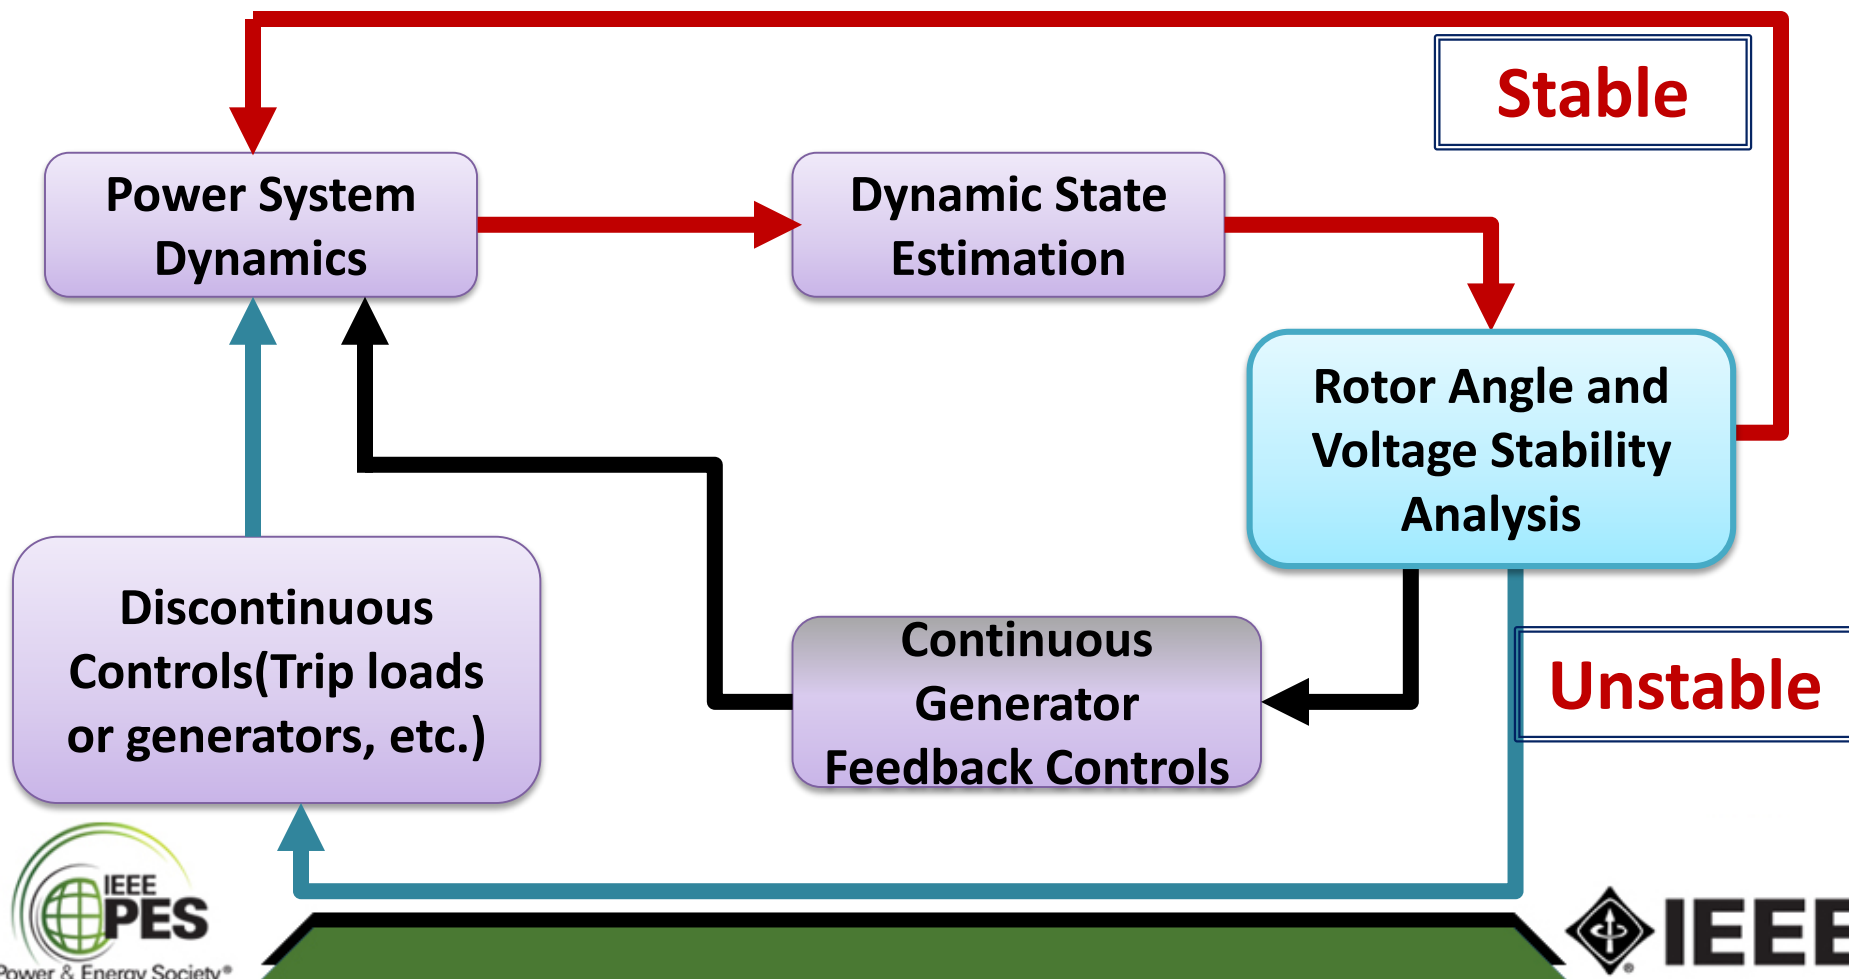 Stable
Power System
Dynamics
Dynamic State
Estimation
Rotor Angle and
Voltage Stability
Analysis
Discontinuous
Controls(Trip loads
or generators, etc.)
Continuous
Generator
Feedback Controls
Unstable
IEEE
PES
Power & Energy Society®
IEEE